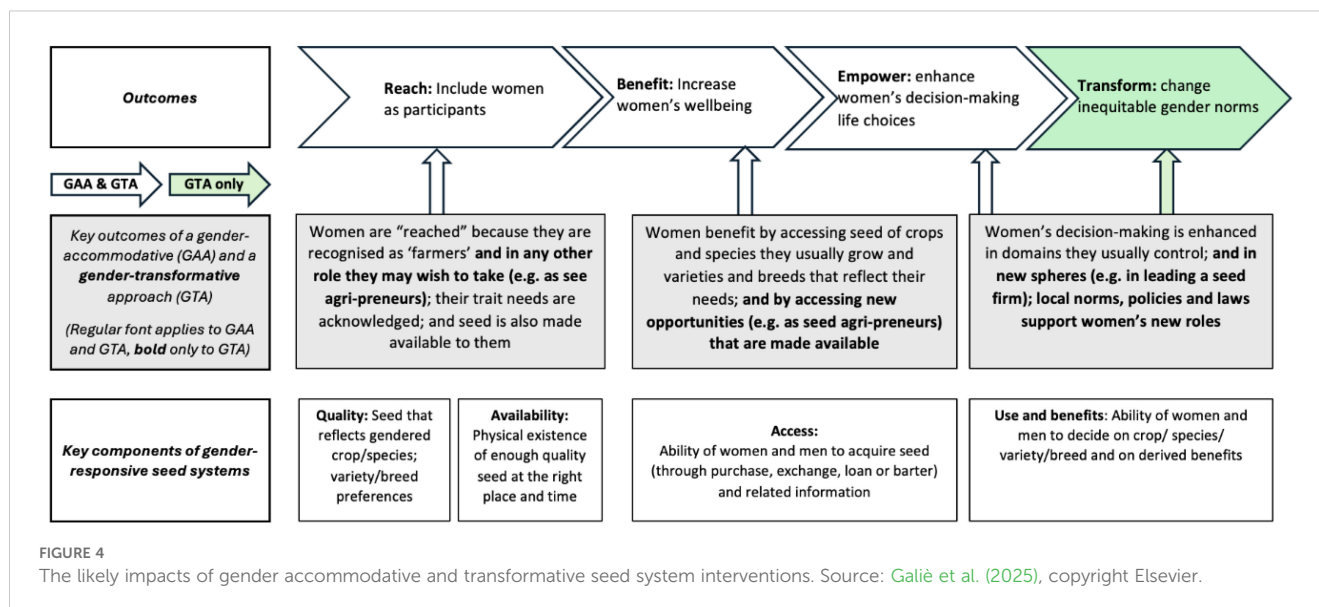 Outcomes
Reach: Include women
as participants
Benefit: Increase
women's wellbeing
Empower: enhance
women's decision-making
life choices
Transform: change
inequitable gender norms
GAA & GTA
GTA only
Key outcomes of a gender-
accommodative (GAA) and a
gender-transformative
approach (GTA)
(Regular font applies to GAA
and GTA, bold only to GTA)
Women are "reached" because they are
recognised as 'farmers' and in any other
role they may wish to take (e.g. as see
agri-preneurs); their trait needs are
acknowledged; and seed is also made
available to them
Women benefit by accessing seed of crops
and species they usually grow and
varieties and breeds that reflect their
needs; and by accessing new
opportunities (e.g. as seed agri-preneurs)
that are made available
Women's decision-making is enhanced
in domains they usually control; and in
new spheres (e.g. in leading a seed
firm); local norms, policies and laws
support women's new roles
Key components of gender-
responsive seed systems
Quality: Seed that
reflects gendered
crop/species;
variety/breed
preferences
Availability:
Physical existence
of enough quality
seed at the right
place and time
Access:
Ability of women and men to acquire seed
(through purchase, exchange, loan or barter)
and related information
Use and benefits: Ability of women and
men to decide on crop/ species/
variety/breed and on derived benefits
FIGURE 4
The likely impacts of gender accommodative and transformative seed system interventions. Source: Galiè et al. (2025), copyright Elsevier.